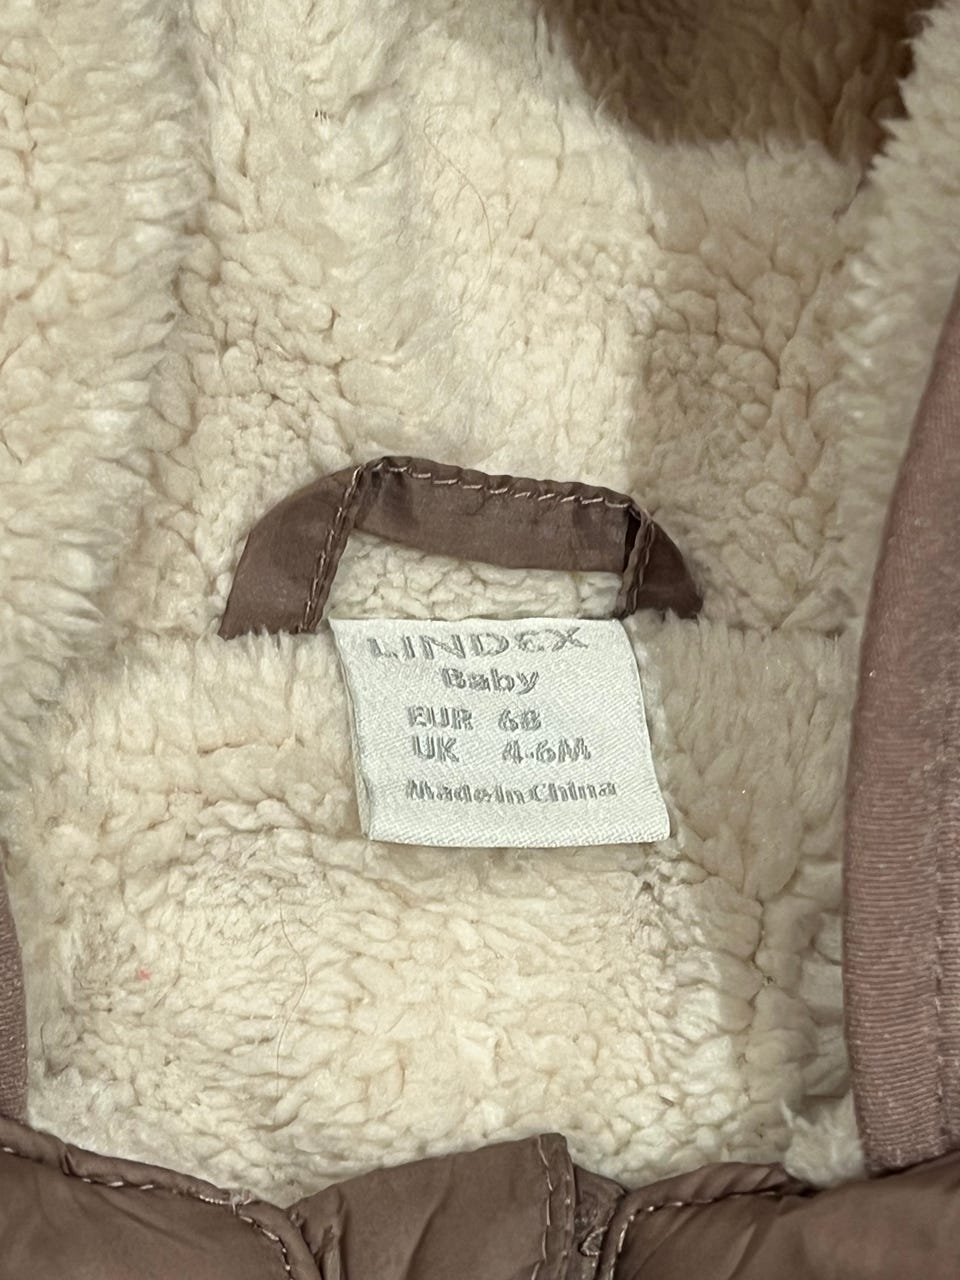 LINDEX
Baby
EUR 68
UK 4-6M
Made in China